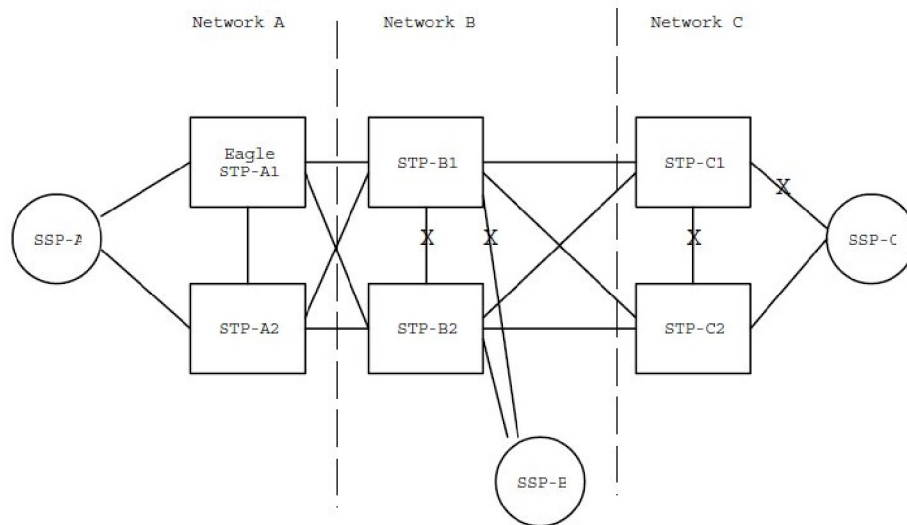 Network A
Network B
Network C
Eagle
STP-A1
STP-B1
STP-C1
X
SSP-A
X
X
X
SSP-C
STP-A2
STP-B2
STP-C2
SSP-B